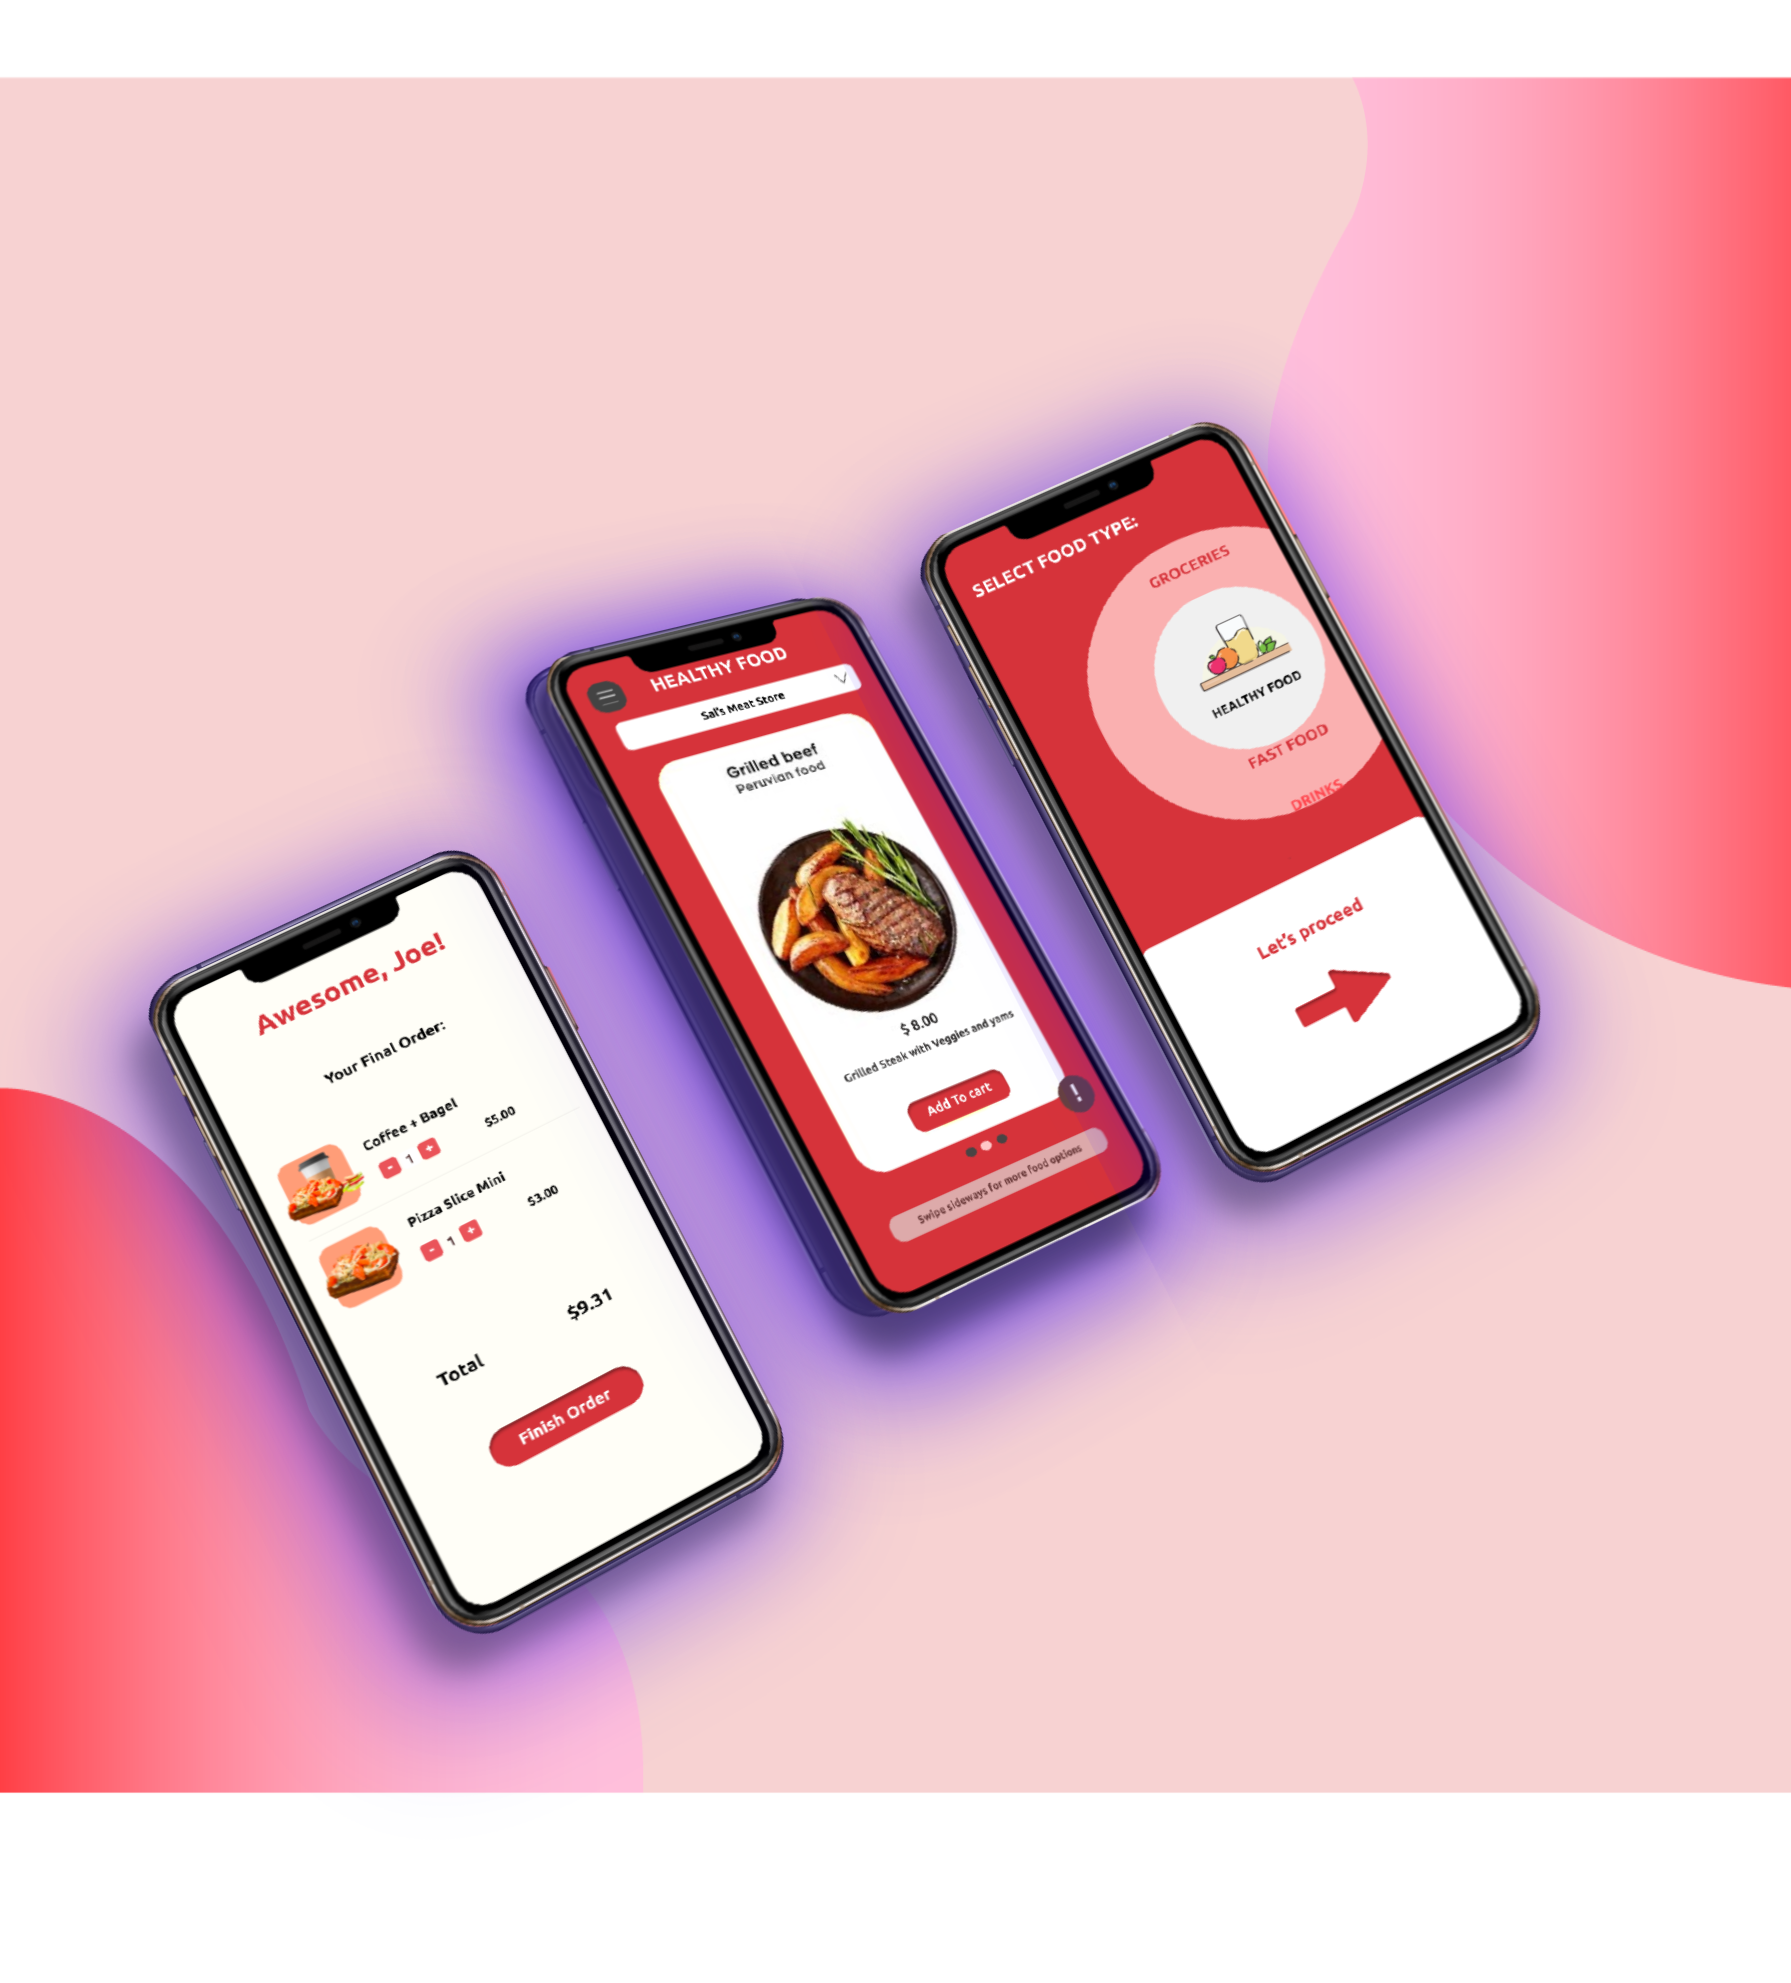 Awesome, Joe!
Your Final Order:
Coffee + Bagel
$5.00
- 1 +
Pizza Slice Mini
$3.00
- 1 +
$9.31
Total
Finish Order
HEALTHY FOOD
Sal's Meat Store
Grilled beef
Peruvian food
$ 8.00
Grilled Steak with Veggies and yams
Add To cart
!
Swipe sideways for more food options
SELECT FOOD TYPE:
GROCERIES
HEALTHY FOOD
FAST FOOD
DRINKS
Let's proceed